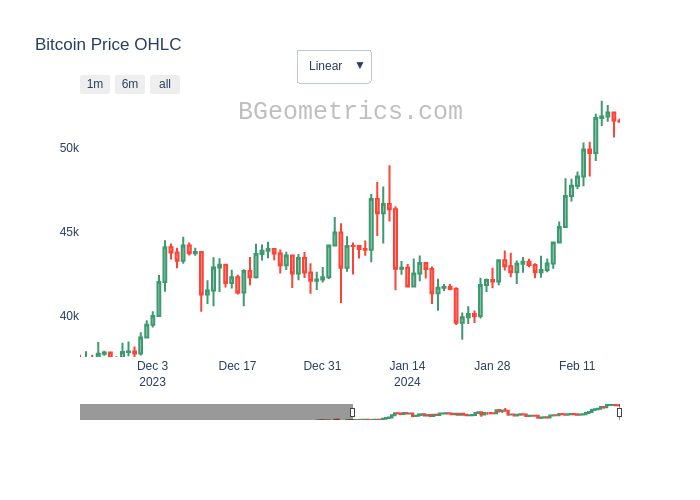 Bitcoin Price OHLC
Linear ▼
1m 6m all
BGeometrics.com
50k
45k
40k
Dec 3 Dec 17 Dec 31 Jan 14 Jan 28 Feb 11
2023 2024